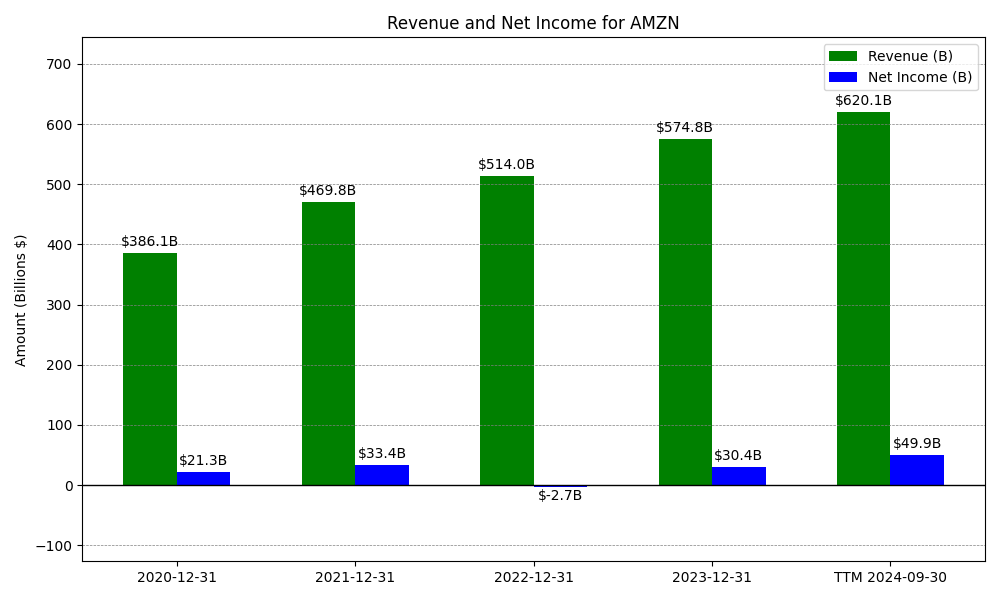 Revenue and Net Income for AMZN
Revenue (B)
Net Income (B)
Amount (Billions $)
700
600
500
400
300
200
100
0
−100
$386.1B
$469.8B
$514.0B
$574.8B
$620.1B
$21.3B
$33.4B
$-2.7B
$30.4B
$49.9B
2020-12-31
2021-12-31
2022-12-31
2023-12-31
TTM 2024-09-30